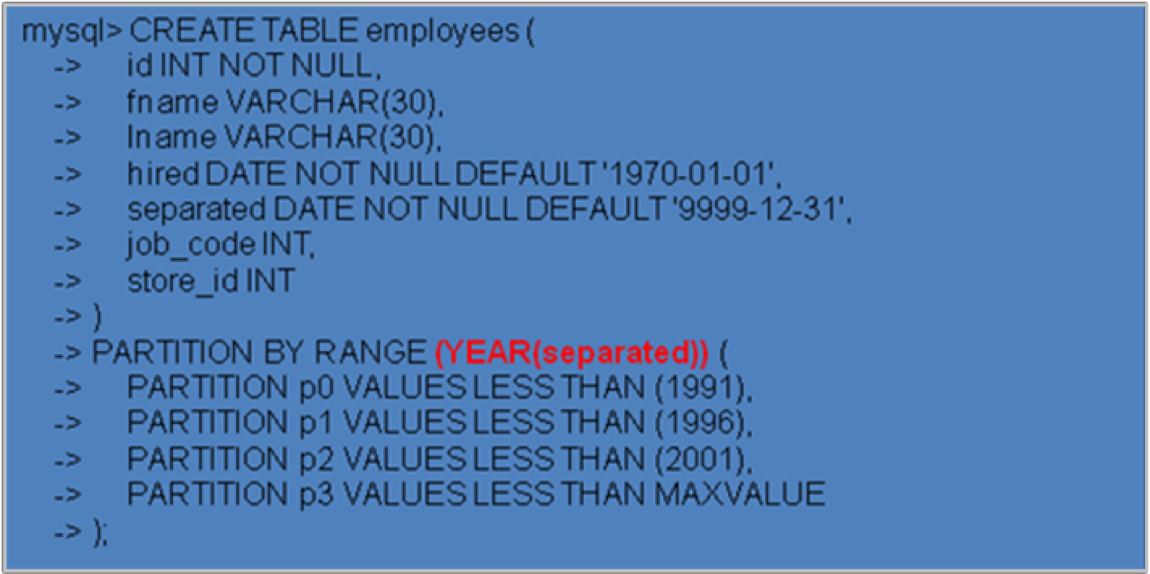 mysql> CREATE TABLE employees (
-> id INT NOT NULL,
-> fname VARCHAR(30),
-> lname VARCHAR(30),
-> hired DATE NOT NULL DEFAULT '1970-01-01',
-> separated DATE NOT NULL DEFAULT '9999-12-31',
-> job_code INT,
-> store_id INT
-> )
-> PARTITION BY RANGE (YEAR(separated)) (
-> PARTITION p0 VALUES LESS THAN (1991),
-> PARTITION p1 VALUES LESS THAN (1996),
-> PARTITION p2 VALUES LESS THAN (2001),
-> PARTITION p3 VALUES LESS THAN MAXVALUE
-> );